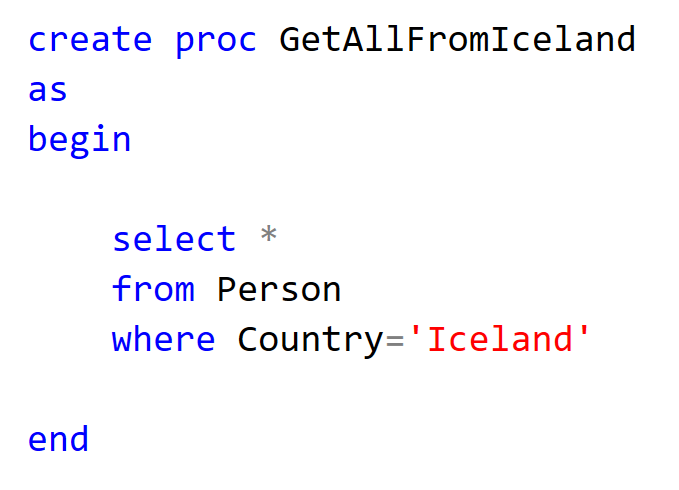 create proc GetAllFromIceland
as
begin
select *
from Person
where Country='Iceland'
end